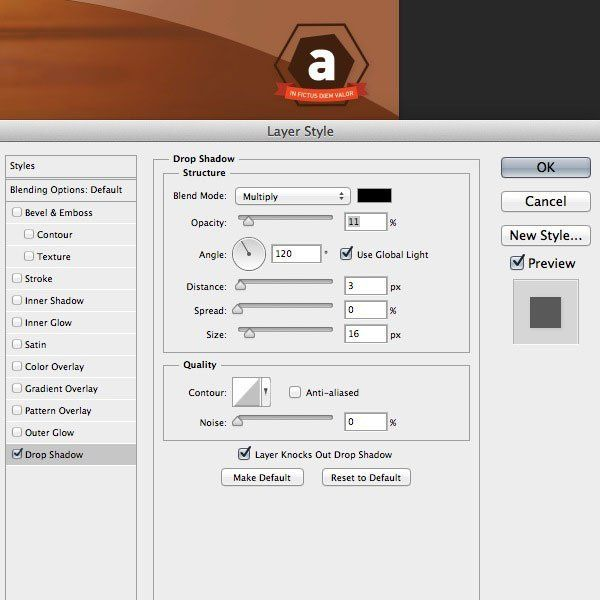 a
IN FICTUS DIEM VALOR
Layer Style
Styles
Blending Options: Default
Bevel & Emboss
Contour
Texture
Stroke
Inner Shadow
Inner Glow
Satin
Color Overlay
Gradient Overlay
Pattern Overlay
Outer Glow
Drop Shadow
Drop Shadow
Structure
Blend Mode: Multiply
Opacity: 11 %
Angle: 120 ° Use Global Light
Distance: 3 px
Spread: 0 %
Size: 16 px
Quality
Contour: Anti-aliased
Noise: 0 %
Layer Knocks Out Drop Shadow
Make Default Reset to Default
OK
Cancel
New Style...
Preview